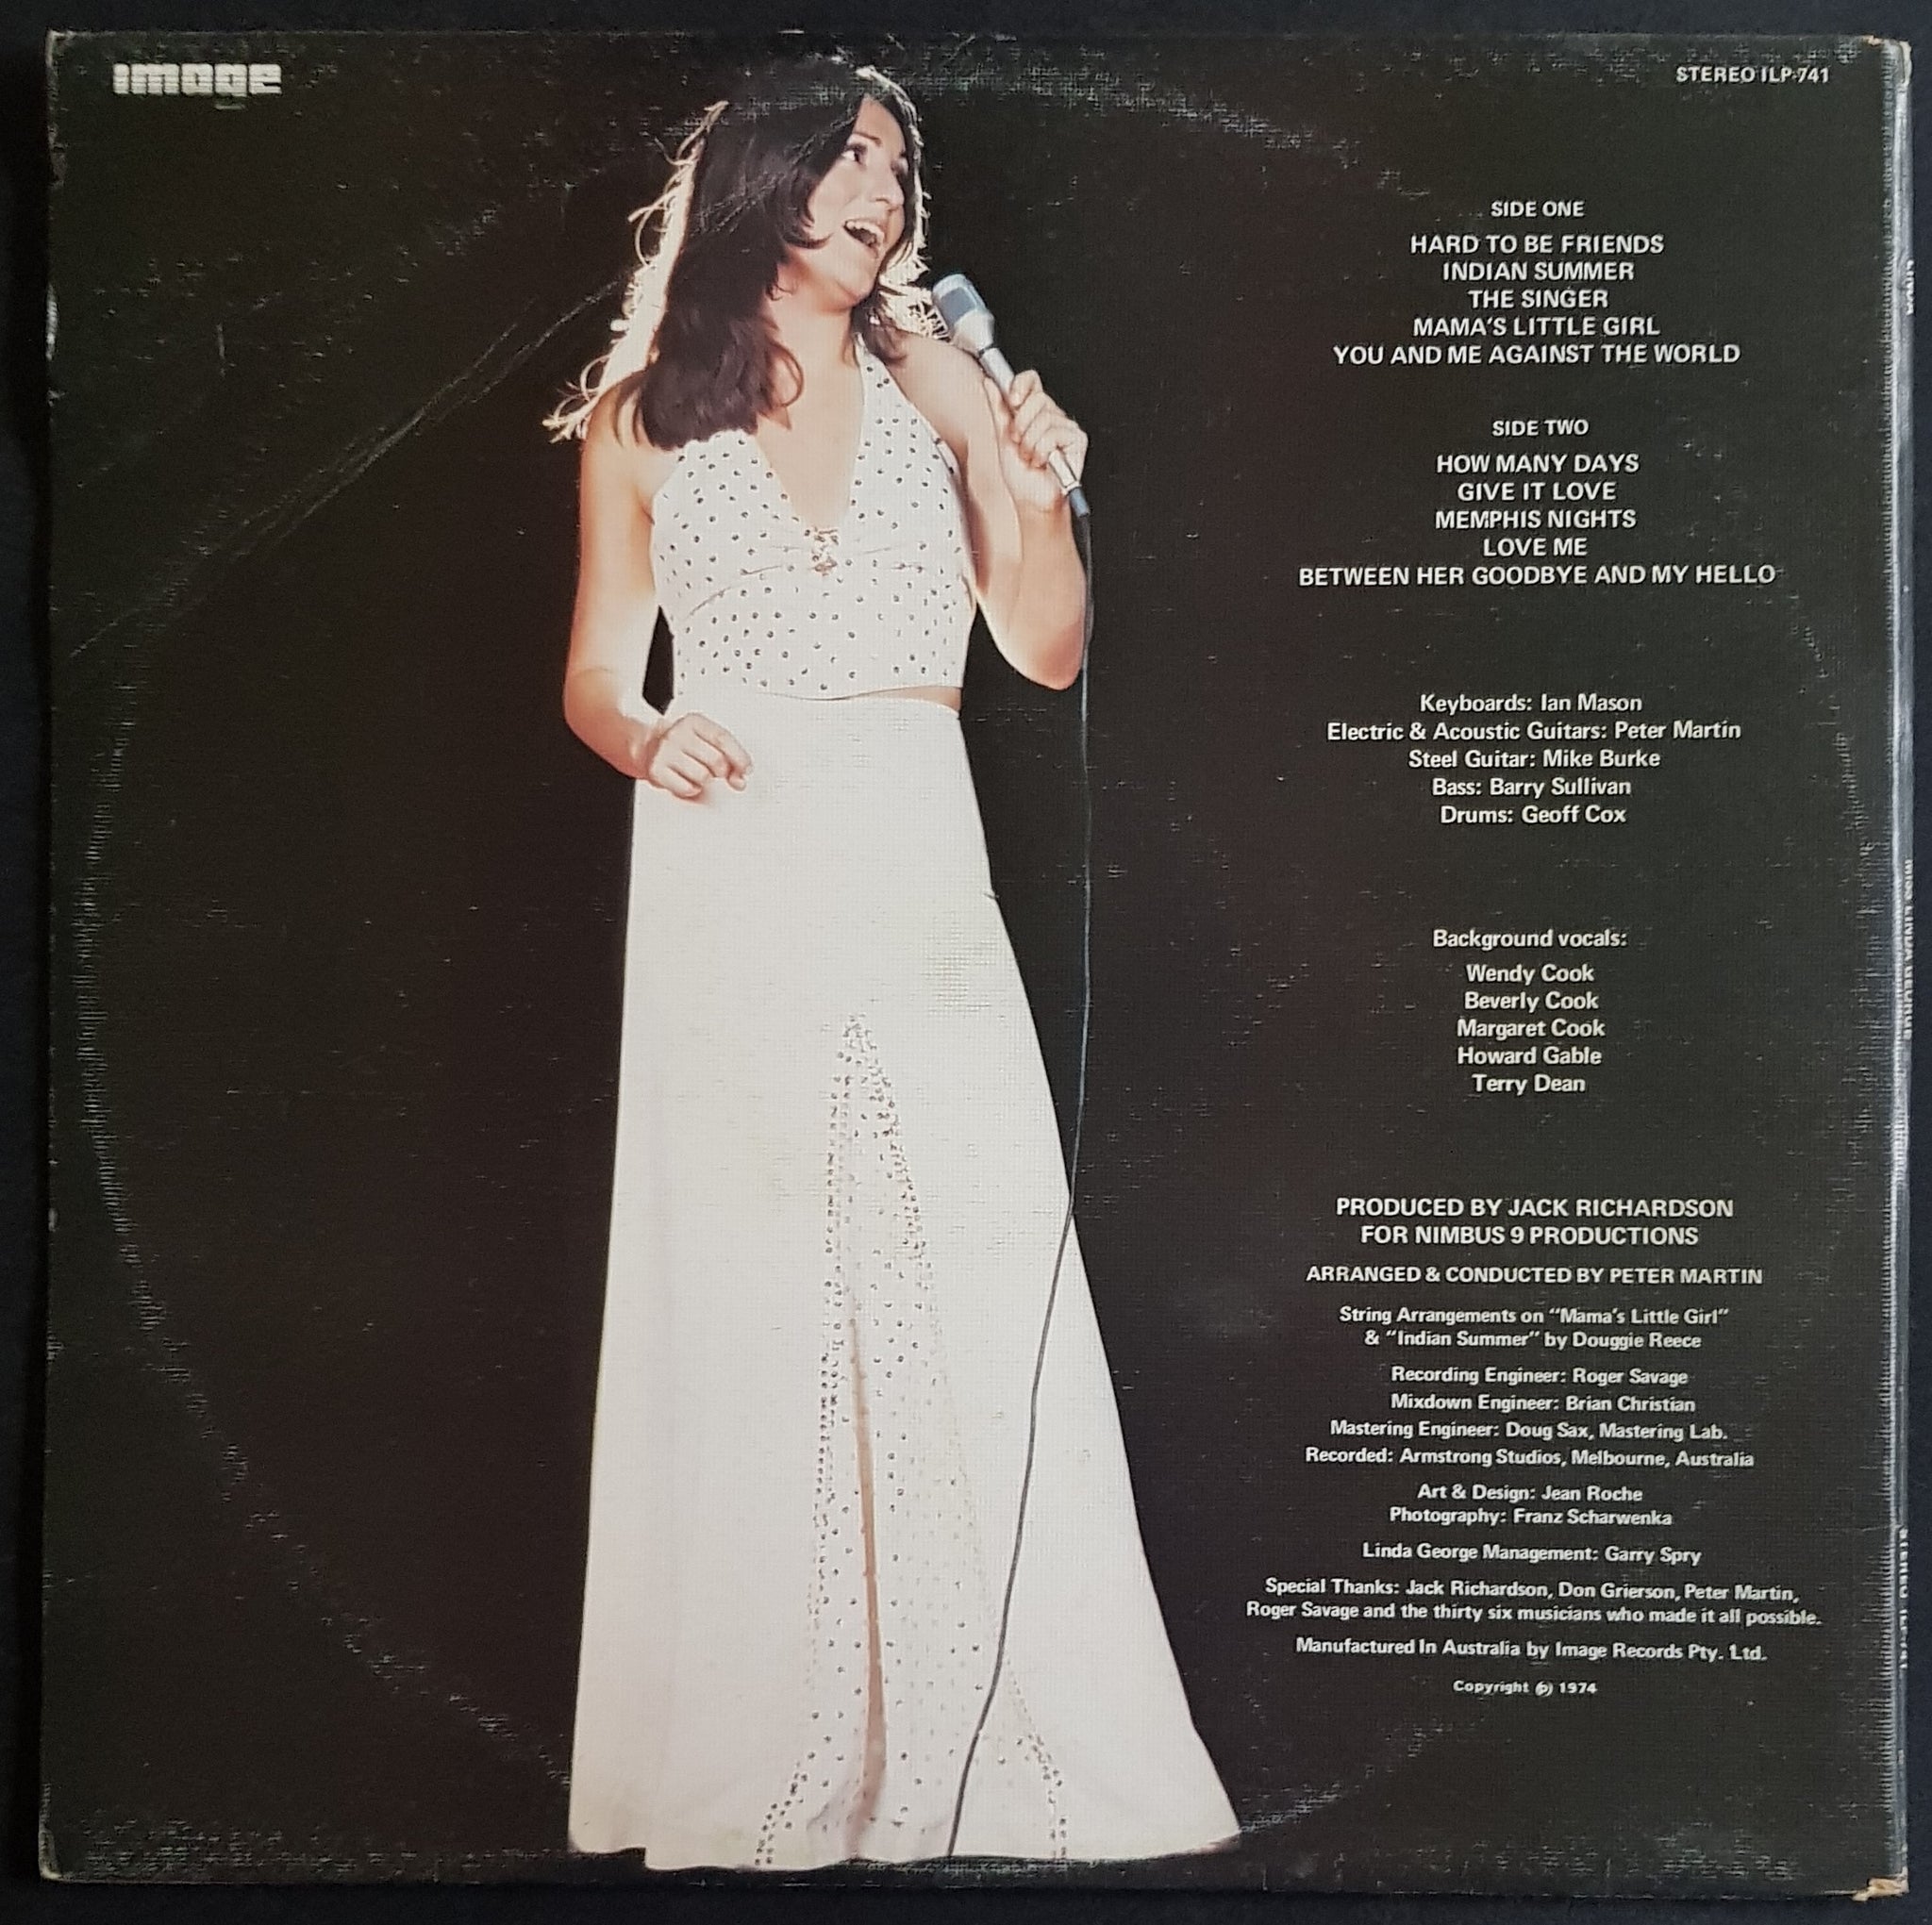 image
STEREO ILP-741
SIDE ONE
HARD TO BE FRIENDS
INDIAN SUMMER
THE SINGER
MAMA'S LITTLE GIRL
YOU AND ME AGAINST THE WORLD
SIDE TWO
HOW MANY DAYS
GIVE IT LOVE
MEMPHIS NIGHTS
LOVE ME
BETWEEN HER GOODBYE AND MY HELLO
Keyboards: Ian Mason
Electric & Acoustic Guitars: Peter Martin
Steel Guitar: Mike Burke
Bass: Barry Sullivan
Drums: Geoff Cox
Background vocals:
Wendy Cook
Beverly Cook
Margaret Cook
Howard Gable
Terry Dean
PRODUCED BY JACK RICHARDSON
FOR NIMBUS 9 PRODUCTIONS
ARRANGED & CONDUCTED BY PETER MARTIN
String Arrangements on "Mama's Little Girl"
& "Indian Summer" by Douggie Reece
Recording Engineer: Roger Savage
Mixdown Engineer: Brian Christian
Mastering Engineer: Doug Sax, Mastering Lab.
Recorded: Armstrong Studios, Melbourne, Australia
Art & Design: Jean Roche
Photography: Franz Scharwenka
Linda George Management: Garry Spry
Special Thanks: Jack Richardson, Don Grierson, Peter Martin,
Roger Savage and the thirty six musicians who made it all possible.
Manufactured In Australia by Image Records Pty. Ltd.
Copyright ℗ 1974